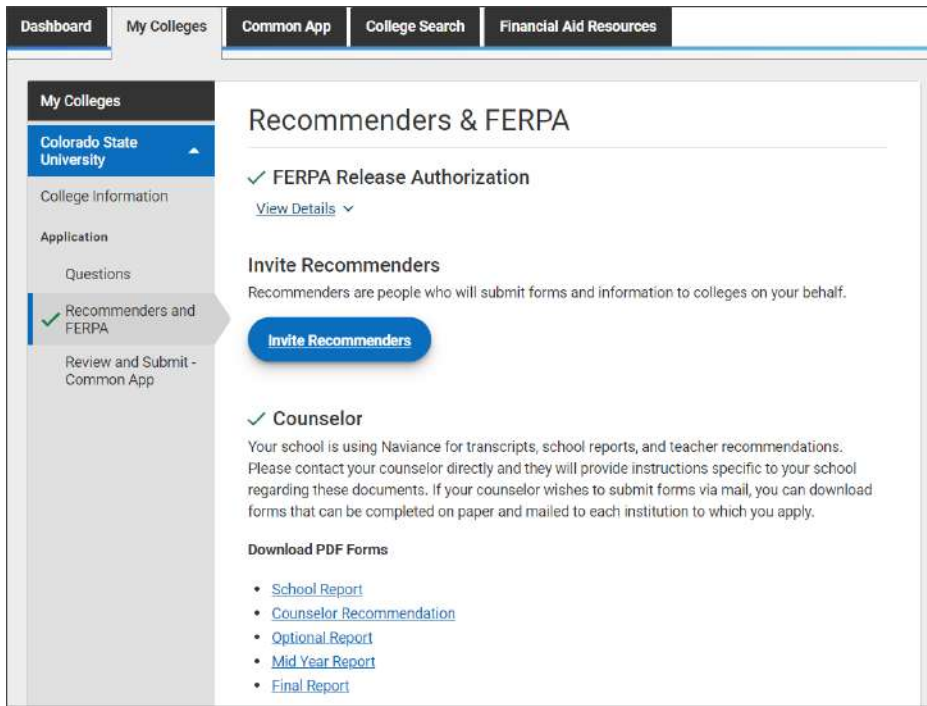 Dashboard
My Colleges
Common App
College Search
Financial Aid Resources
My Colleges
Colorado State
University
College Information
Application
Questions
Recommenders and
FERPA
Review and Submit -
Common App
Recommenders & FERPA
FERPA Release Authorization
View Details
Invite Recommenders
Recommenders are people who will submit forms and information to colleges on your behalf.
Invite Recommenders
Counselor
Your school is using Naviance for transcripts, school reports, and teacher recommendations.
Please contact your counselor directly and they will provide instructions specific to your school
regarding these documents. If your counselor wishes to submit forms via mail, you can download
forms that can be completed on paper and mailed to each institution to which you apply.
Download PDF Forms
• School Report
• Counselor Recommendation
• Optional Report
• Mid Year Report
• Final Report